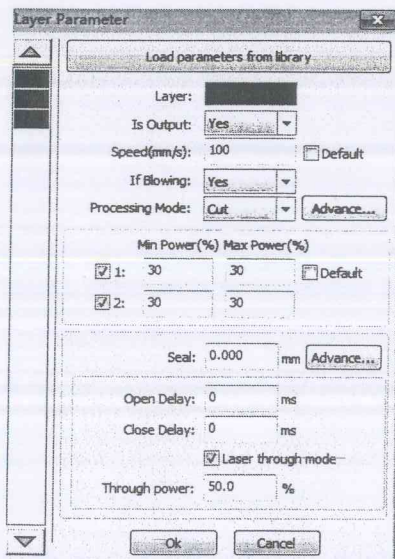 Layer Parameter
Load parameters from library
Layer:
Is Output: Yes
Speed(mm/s): 100 Default
If Blowing: Yes
Processing Mode: Cut Advance...
Min Power(%) Max Power(%)
1: 30 30 Default
2: 30 30
Seal: 0.000 mm Advance...
Open Delay: 0 ms
Close Delay: 0 ms
Laser through mode
Through power: 50.0 %
Ok Cancel